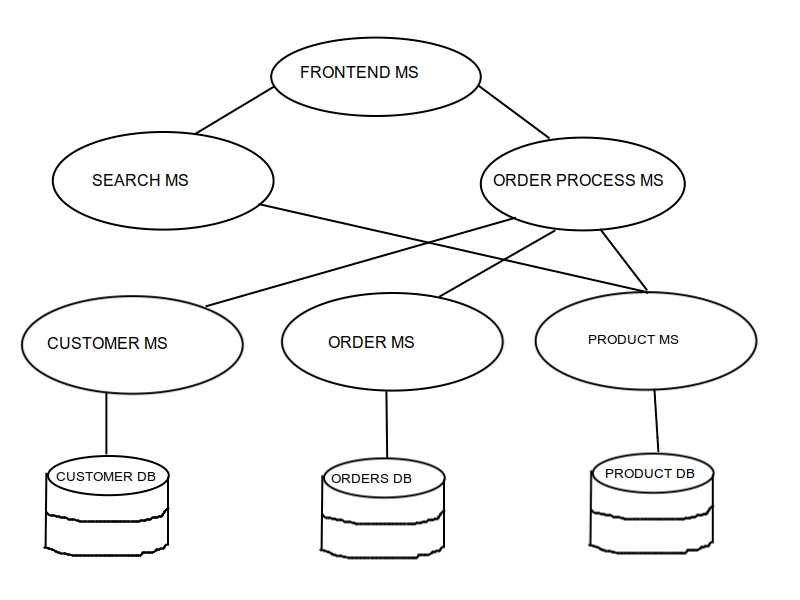 FRONTEND MS
SEARCH MS
ORDER PROCESS MS
CUSTOMER MS
ORDER MS
PRODUCT MS
CUSTOMER DB
ORDERS DB
PRODUCT DB